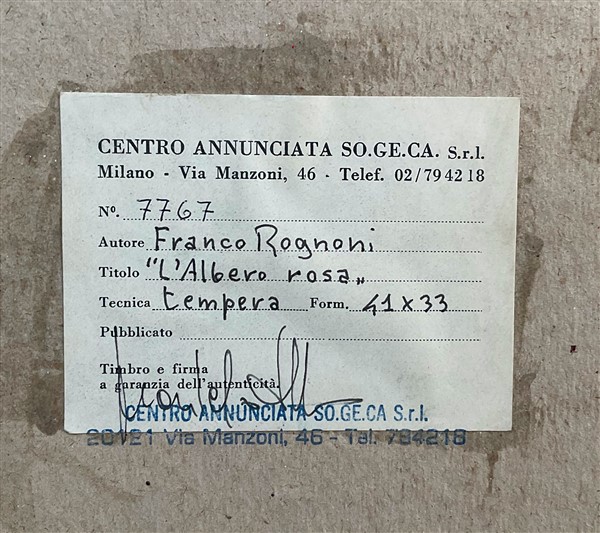 CENTRO ANNUNCIATA SO.GE.CA. S.r.l.
Milano - Via Manzoni, 46 - Telef. 02/794218
Nº. 7767
Autore Franco Rognoni
Titolo "L'Albero rosa„
Tecnica tempera Form. 41x33
Pubblicato
Timbro e firma
a garanzia dell'autenticità.
CENTRO ANNUNCIATA SO.GE.CA S.r.l.
20121 Via Manzoni, 46 - Tel. 794218